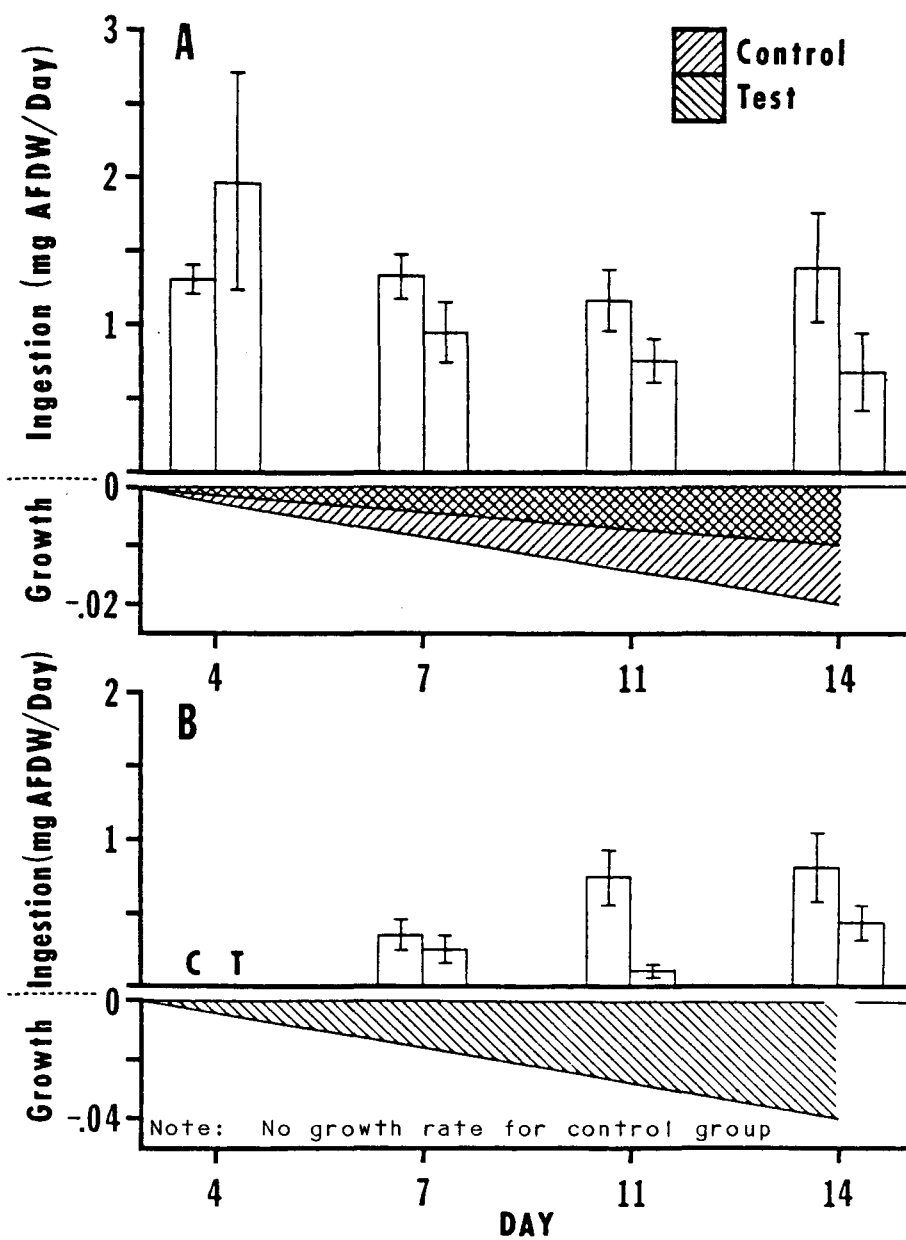 A
Control
Test
Ingestion (mg AFDW/Day)
3
2
1
0
Growth
-.02
4 7 11 14
B
Ingestion (mg AFDW/Day)
2
1
C T
0
Growth
-.04
Note: No growth rate for control group
4 7 11 14
DAY